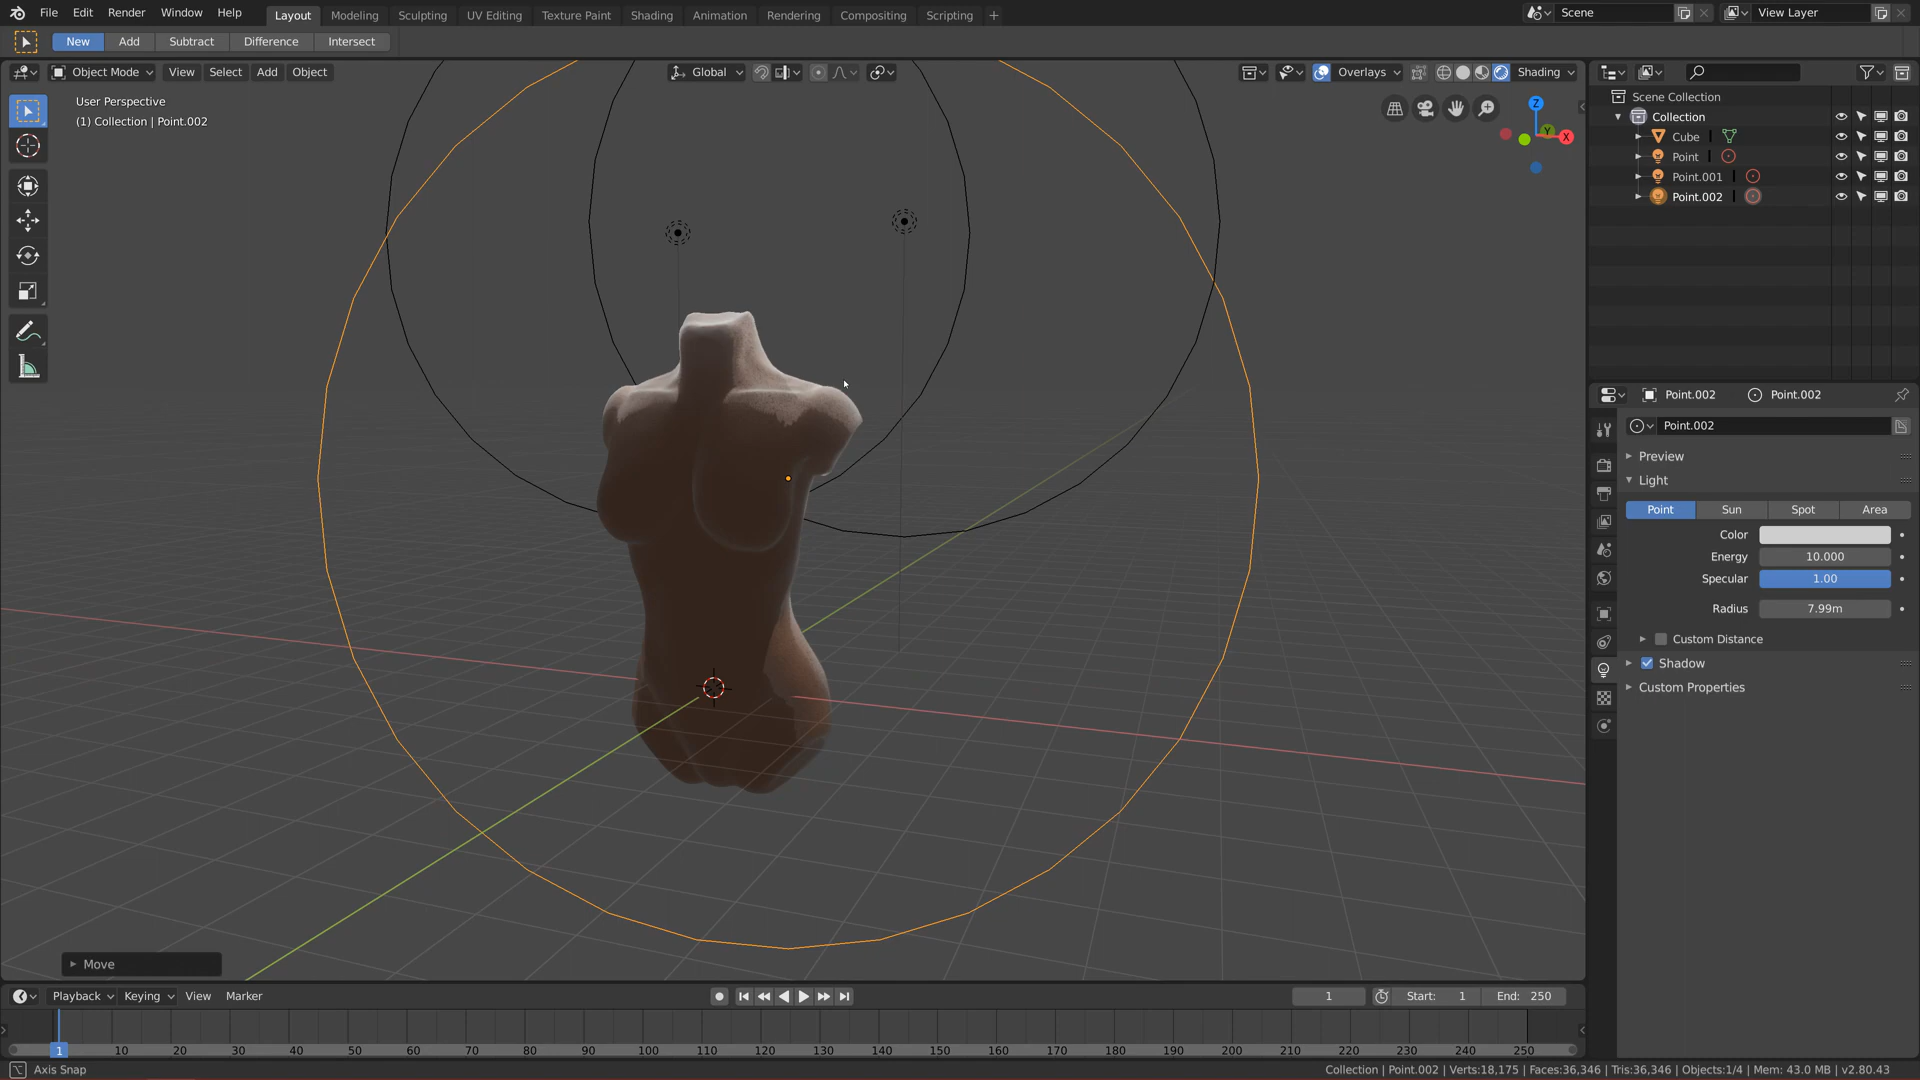 File Edit Render Window Help Layout Modeling Sculpting UV Editing Texture Paint Shading Animation Rendering Compositing Scripting + Scene View Layer
New Add Subtract Difference Intersect
Object Mode View Select Add Object Global Overlays Shading
User Perspective
(1) Collection | Point.002
Z
Y
X
Scene Collection
Collection
Cube
Point
Point.001
Point.002
Point.002 Point.002
Point.002
Preview
Light
Point Sun Spot Area
Color
Energy 10.000
Specular 1.00
Radius 7.99m
Custom Distance
Shadow
Custom Properties
Move
Playback Keying View Marker 1 Start: 1 End: 250
1 10 20 30 40 50 60 70 80 90 100 110 120 130 140 150 160 170 180 190 200 210 220 230 240 250
Axis Snap Collection | Point.002 | Verts:18,175 | Faces:36,346 | Tris:36,346 | Objects:1/4 | Mem: 43.0 MB | v2.80.43